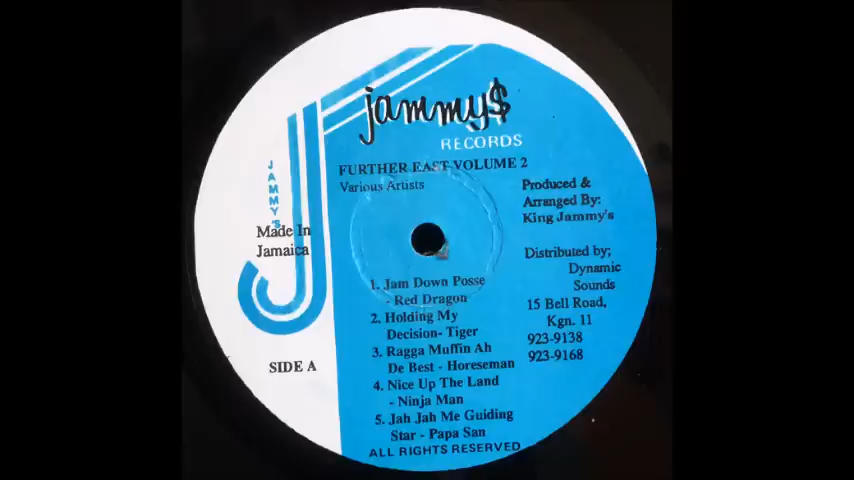 jammy$
RECORDS
JAMMY'S
FURTHER EAST VOLUME 2
Various Artists
Produced &
Arranged By:
King Jammy's
Made In
Jamaica
Distributed by;
Dynamic
Sounds
15 Bell Road,
Kgn. 11
923-9138
923-9168
1. Jam Down Posse
- Red Dragon
2. Holding My
Decision- Tiger
3. Ragga Muffin Ah
De Best - Horeseman
4. Nice Up The Land
- Ninja Man
5. Jah Jah Me Guiding
Star - Papa San
SIDE A
ALL RIGHTS RESERVED